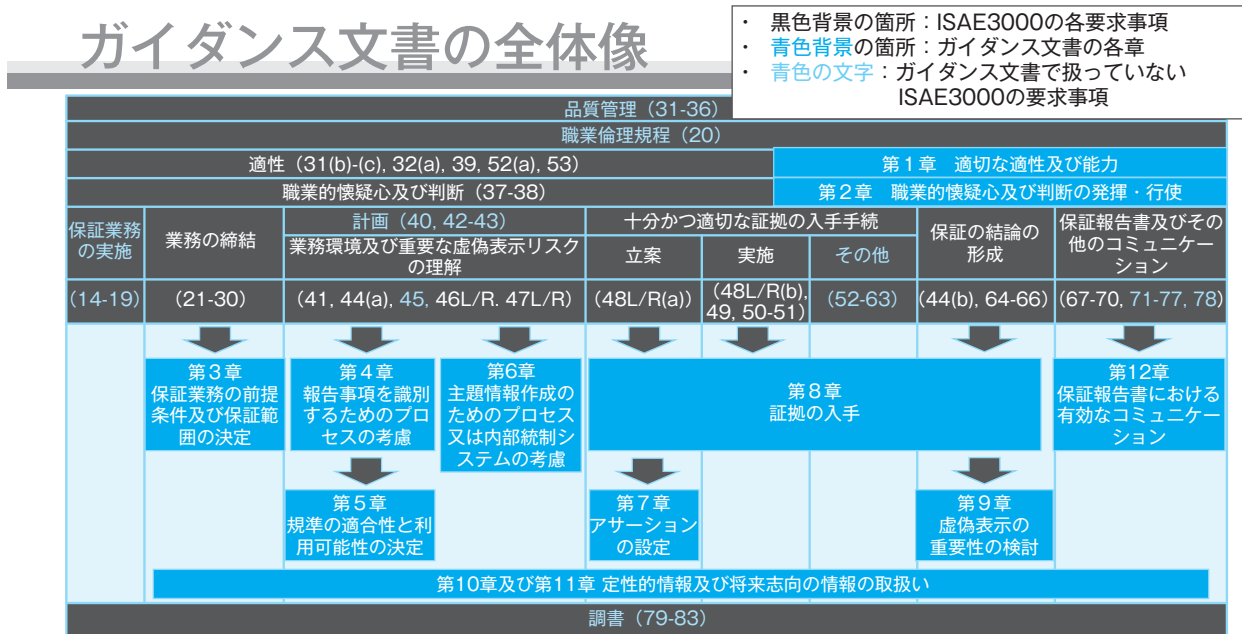 ガイダンス文書の全体像
・ 黒色背景の箇所：ISAE3000の各要求事項
・ 青色背景の箇所：ガイダンス文書の各章
・ 青色の文字：ガイダンス文書で扱っていない
ISAE3000の要求事項
品質管理（31-36）
職業倫理規程（20）
適性（31(b)-(c), 32(a), 39, 52(a), 53）
第１章　適切な適性及び能力
職業的懐疑心及び判断（37-38）
第２章　職業的懐疑心及び判断の発揮・行使
保証業務
の実施
業務の締結
計画（40, 42-43）
業務環境及び重要な虚偽表示リスク
の理解
十分かつ適切な証拠の入手手続
立案
実施
その他
保証の結論の
形成
保証報告書及びその
他のコミュニケー
ション
(14-19)
(21-30)
(41, 44(a), 45, 46L/R. 47L/R)
(48L/R(a))
(48L/R(b),
49, 50-51)
(52-63)
(44(b), 64-66)
(67-70, 71-77, 78)
第３章
保証業務の前提
条件及び保証範
囲の決定
第４章
報告事項を識別
するためのプロ
セスの考慮
第6章
主題情報作成の
ためのプロセス
又は内部統制シ
ステムの考慮
第８章
証拠の入手
第12章
保証報告書における
有効なコミュニケー
ション
第５章
規準の適合性と利
用可能性の決定
第７章
アサーション
の設定
第９章
虚偽表示の
重要性の検討
第10章及び第11章 定性的情報及び将来志向の情報の取扱い
調書（79-83）